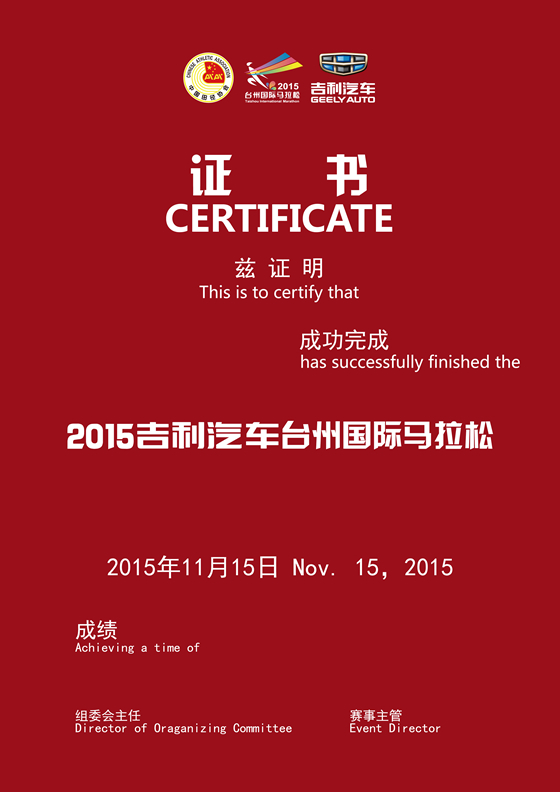 CHINESE ATHLETIC ASSOCIATION
中国田径协会
2015
台州国际马拉松
Taizhou International Marathon
吉利汽车
GEELY AUTO
证 书
CERTIFICATE
兹 证 明
This is to certify that
成功完成
has successfully finished the
2015吉利汽车台州国际马拉松
2015年11月15日 Nov. 15, 2015
成绩
Achieving a time of
组委会主任
Director of Oraganizing Committee
赛事主管
Event Director